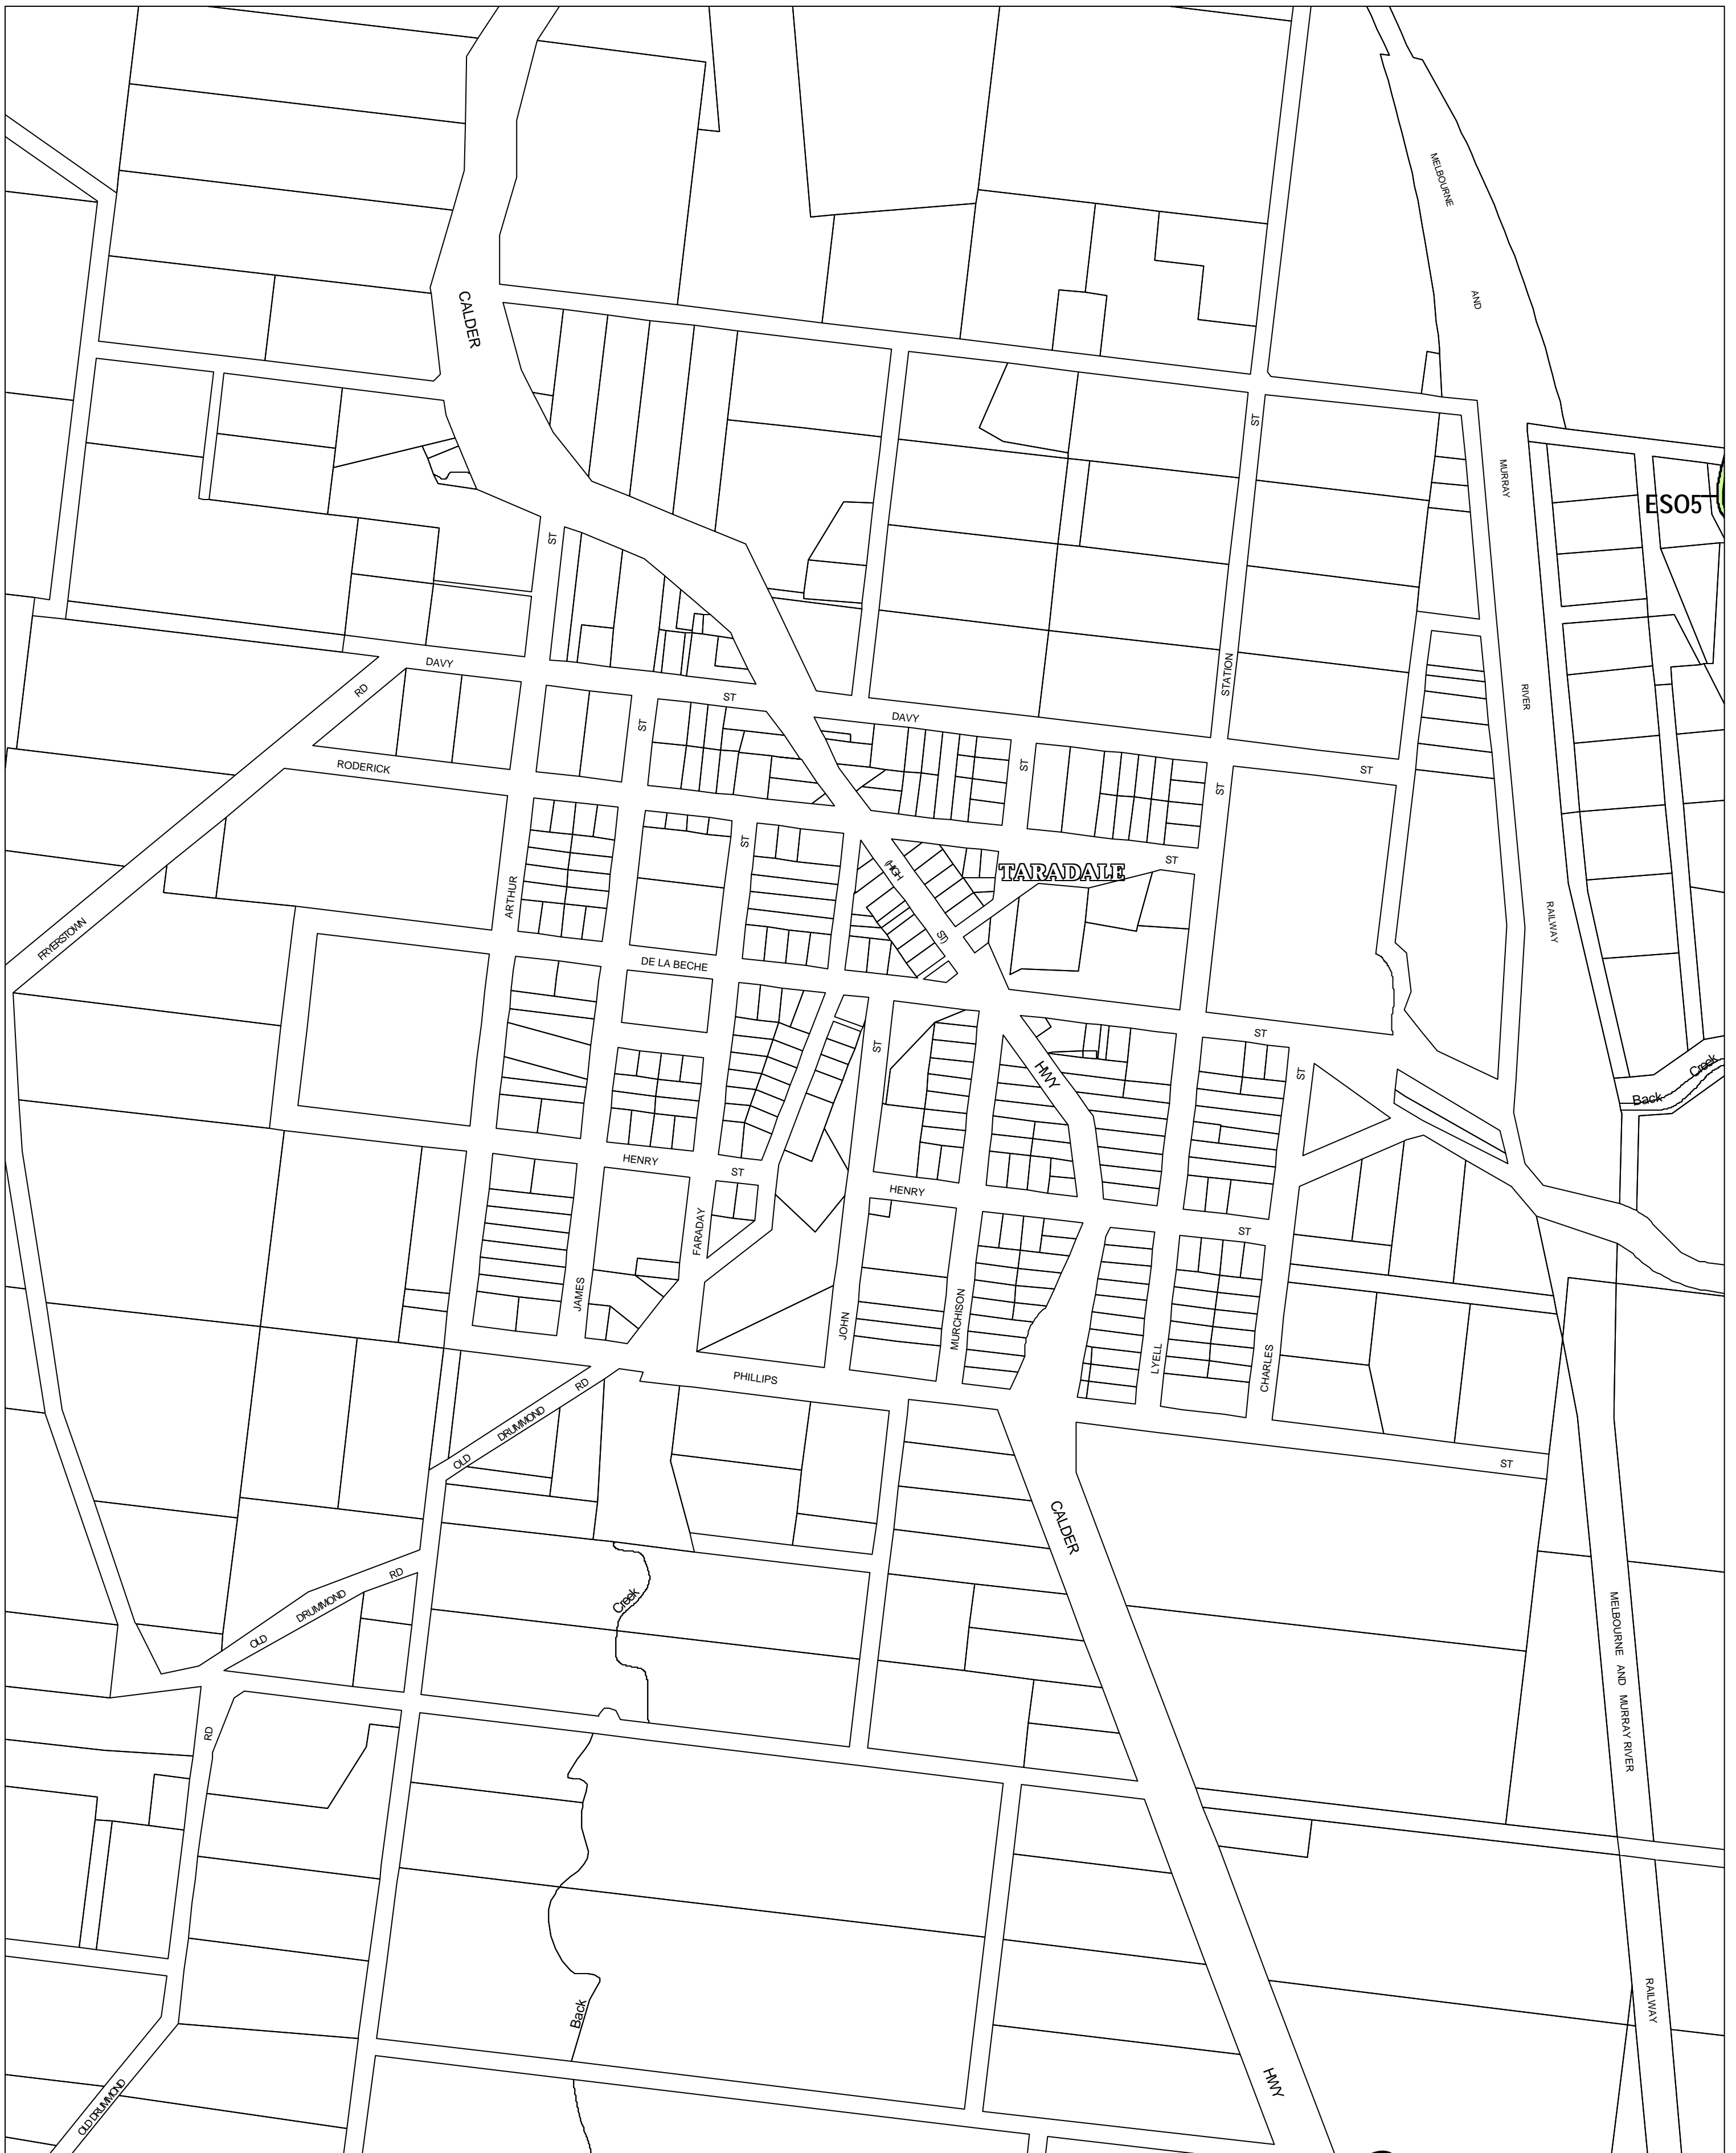 MELBOURNE
AND
CALDER
ST
MURRAY
ESO5
ST
DAVY
RD
STATION
RIVER
ST
ST
DAVY
RODERICK
ST
ST
ST
ST
TARADALE
ST
(HIGH
ST)
ARTHUR
FRYERSTOWN
RAILWAY
DE LA BECHE
ST
ST
HWY
ST
Creek
Back
HENRY
ST
HENRY
FARADAY
ST
JAMES
JOHN
MURCHISON
LYELL
CHARLES
PHILLIPS
RD
DRUMMOND
OLD
ST
CALDER
RD
DRUMMOND
OLD
Creek
MELBOURNE AND MURRAY RIVER
RD
RAILWAY
Back
HWY
OLD DRUMMOND